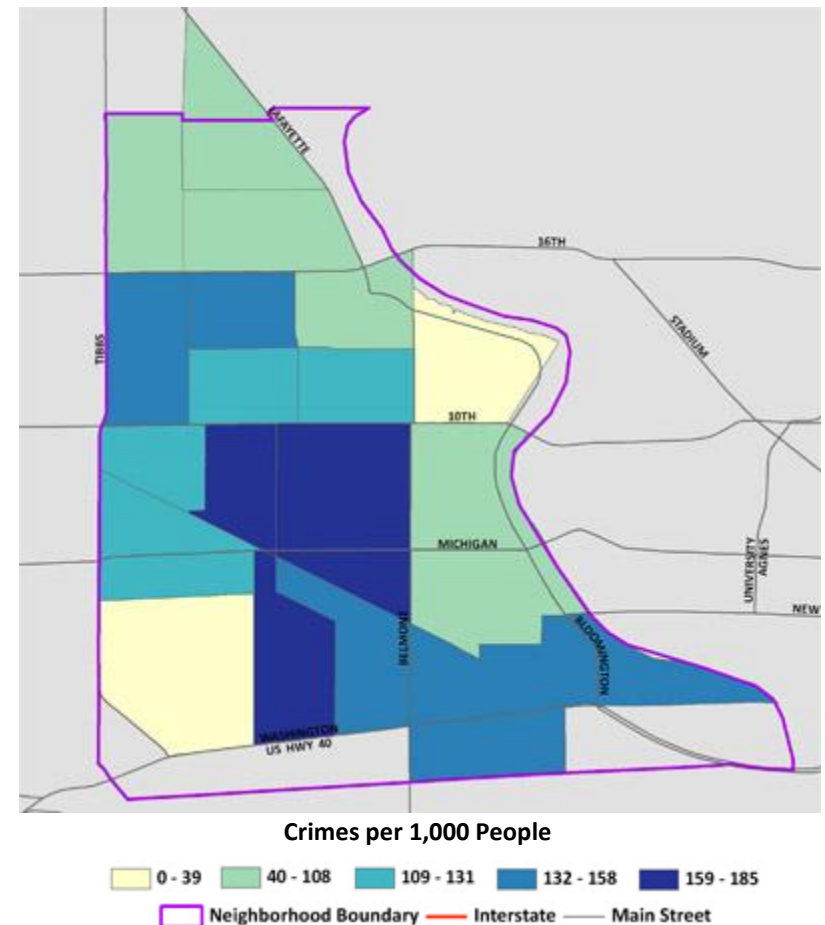 LAFAYETTE
16TH
STADIUM
TIBBS
10TH
MICHIGAN
UNIVERSITY
AGNES
NEW
BELMONT
BLOOMINGTON
WASHINGTON
US HWY 40
Crimes per 1,000 People
0 - 39 40 - 108 109 - 131 132 - 158 159 - 185
Neighborhood Boundary Interstate Main Street